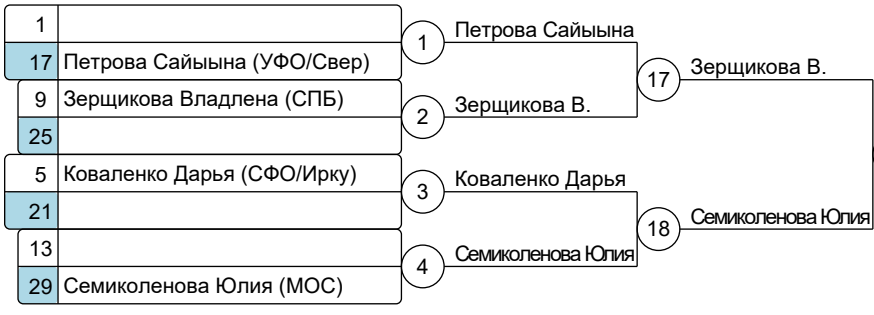 1
17 Петрова Сайыына (УФО/Свер)
1
Петрова Сайыына
9 Зерщикова Владлена (СПБ)
25
2
Зерщикова В.
17
Зерщикова В.
5 Коваленко Дарья (СФО/Ирку)
21
3
Коваленко Дарья
13
29 Семиколенова Юлия (МОС)
4
Семиколенова Юлия
18
Семиколенова Юлия